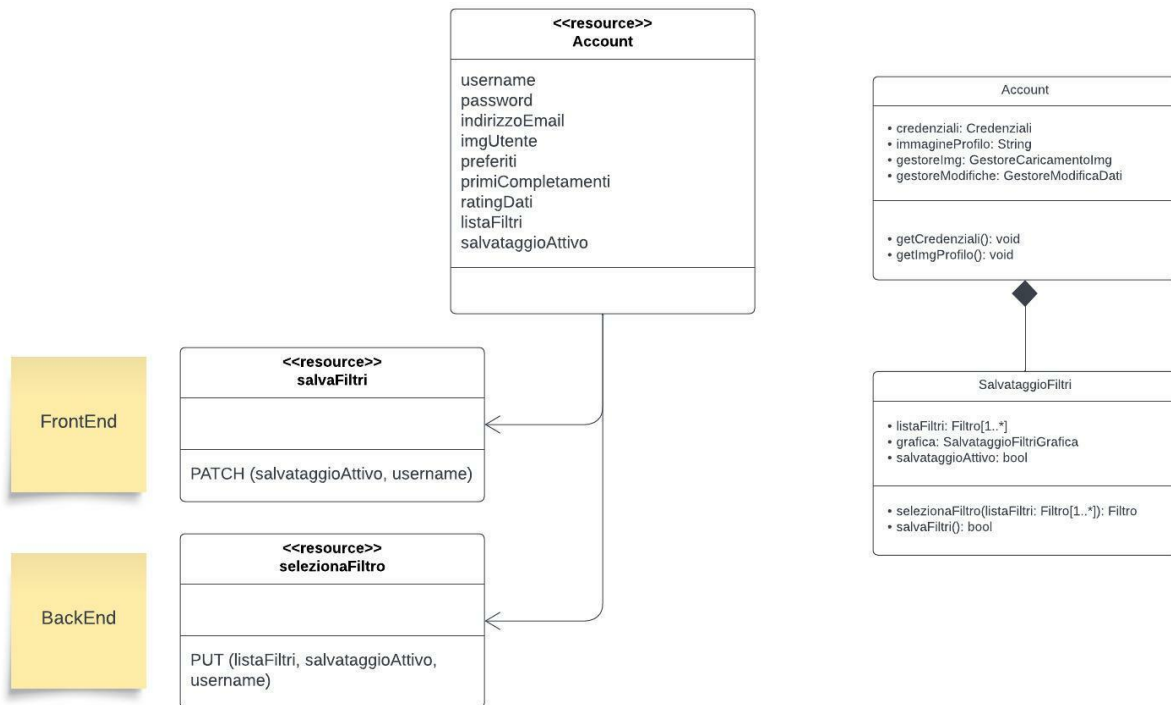 <<resource>>
Account
username
password
indirizzoEmail
imgUtente
preferiti
primiCompletamenti
ratingDati
listaFiltri
salvataggioAttivo
FrontEnd
<<resource>>
salvaFiltri
PATCH (salvataggioAttivo, username)
BackEnd
<<resource>>
selezionaFiltro
PUT (listaFiltri, salvataggioAttivo,
username)
Account
• credenziali: Credenziali
• immagineProfilo: String
• gestoreImg: GestoreCaricamentoImg
• gestoreModifiche: GestoreModificaDati
• getCredenziali(): void
• getImgProfilo(): void
SalvataggioFiltri
• listaFiltri: Filtro[1..*]
• grafica: SalvataggioFiltriGrafica
• salvataggioAttivo: bool
• selezionaFiltro(listaFiltri: Filtro[1..*]): Filtro
• salvaFiltri(): bool